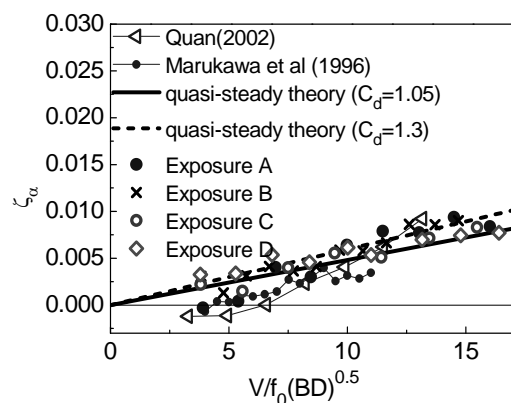 0.030
0.025
0.020
0.015
0.010
0.005
0.000
ζα
Quan(2002)
Marukawa et al (1996)
quasi-steady theory (Cd=1.05)
quasi-steady theory (Cd=1.3)
Exposure A
Exposure B
Exposure C
Exposure D
0 5 10 15
V/f0(BD)^0.5